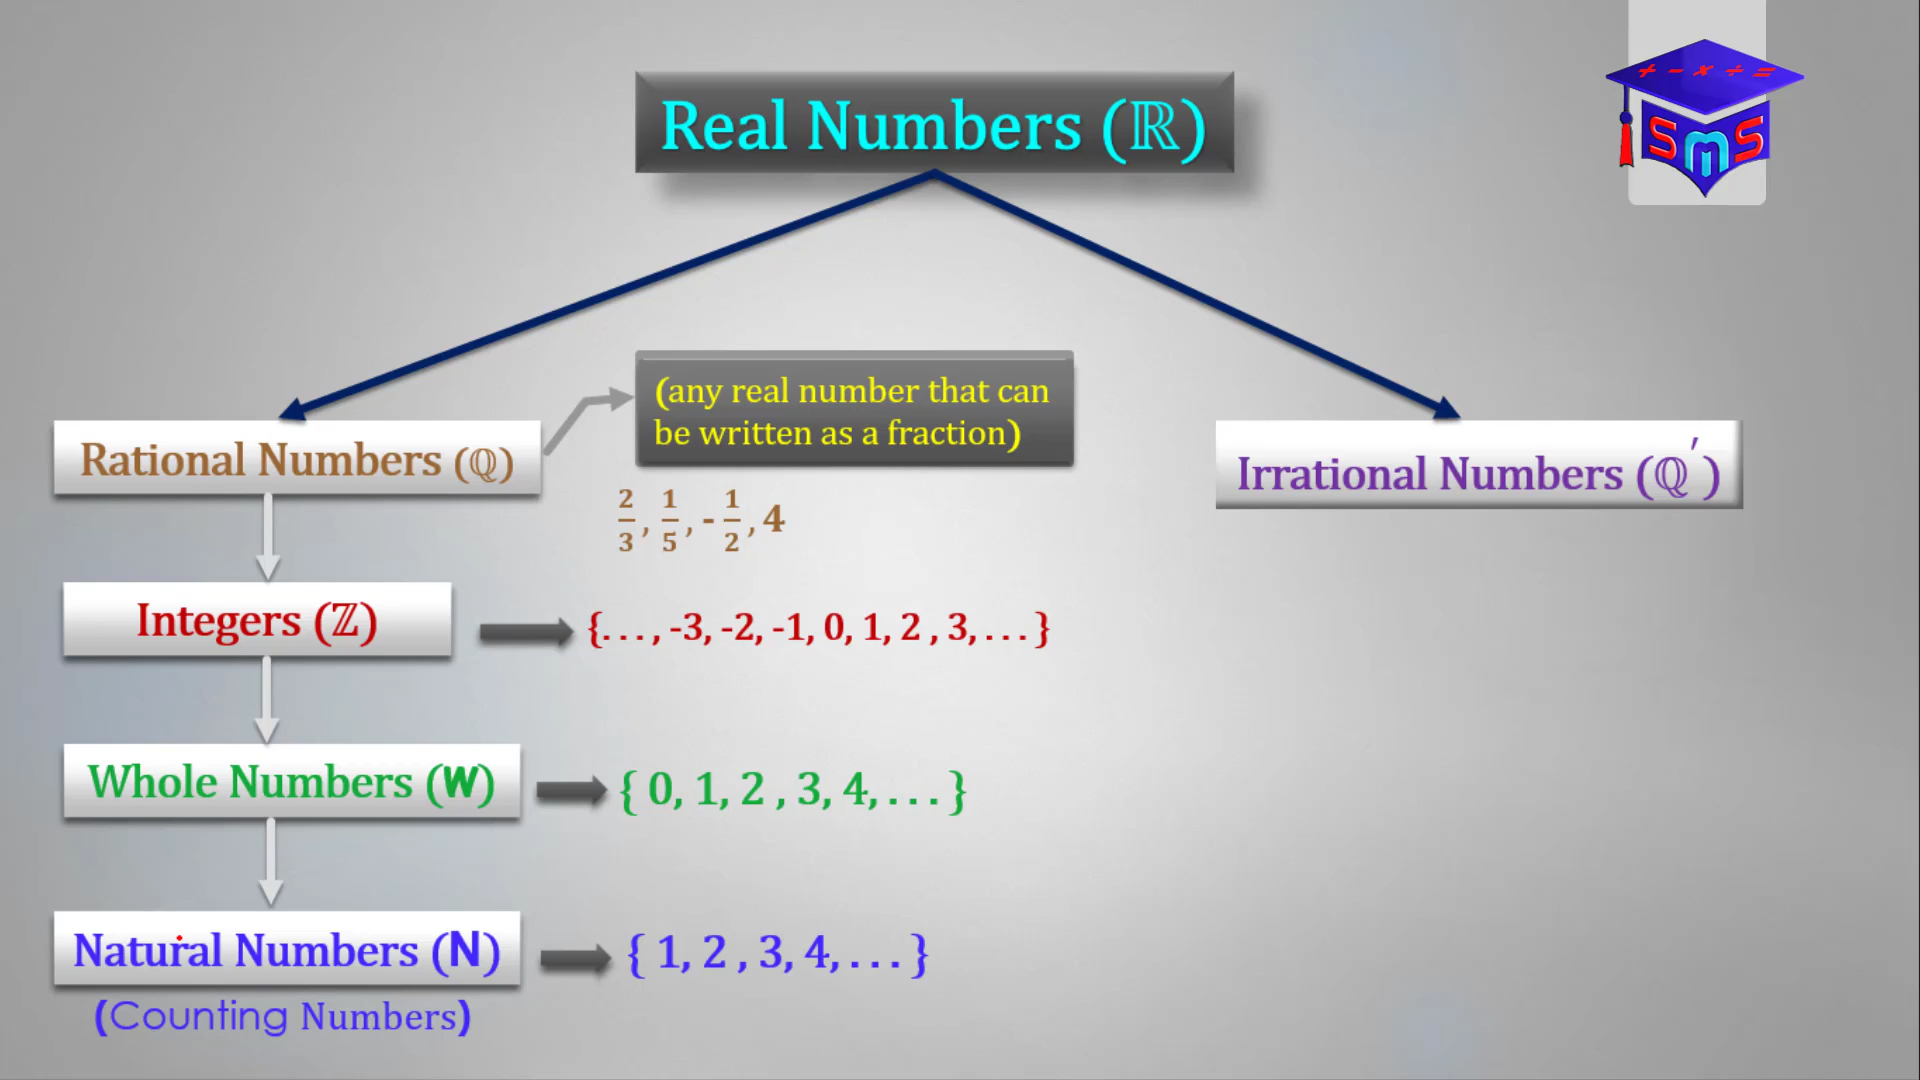 + - × ÷ =
SMS
Real Numbers (ℝ)
(any real number that can
be written as a fraction)
Rational Numbers (ℚ)
Irrational Numbers (ℚ′)
2/3, 1/5, -1/2, 4
Integers (ℤ)
{. . . , -3, -2, -1, 0, 1, 2 , 3, . . . }
Whole Numbers (W)
{ 0, 1, 2 , 3, 4, . . . }
Natural Numbers (N)
{ 1, 2 , 3, 4, . . . }
(Counting Numbers)